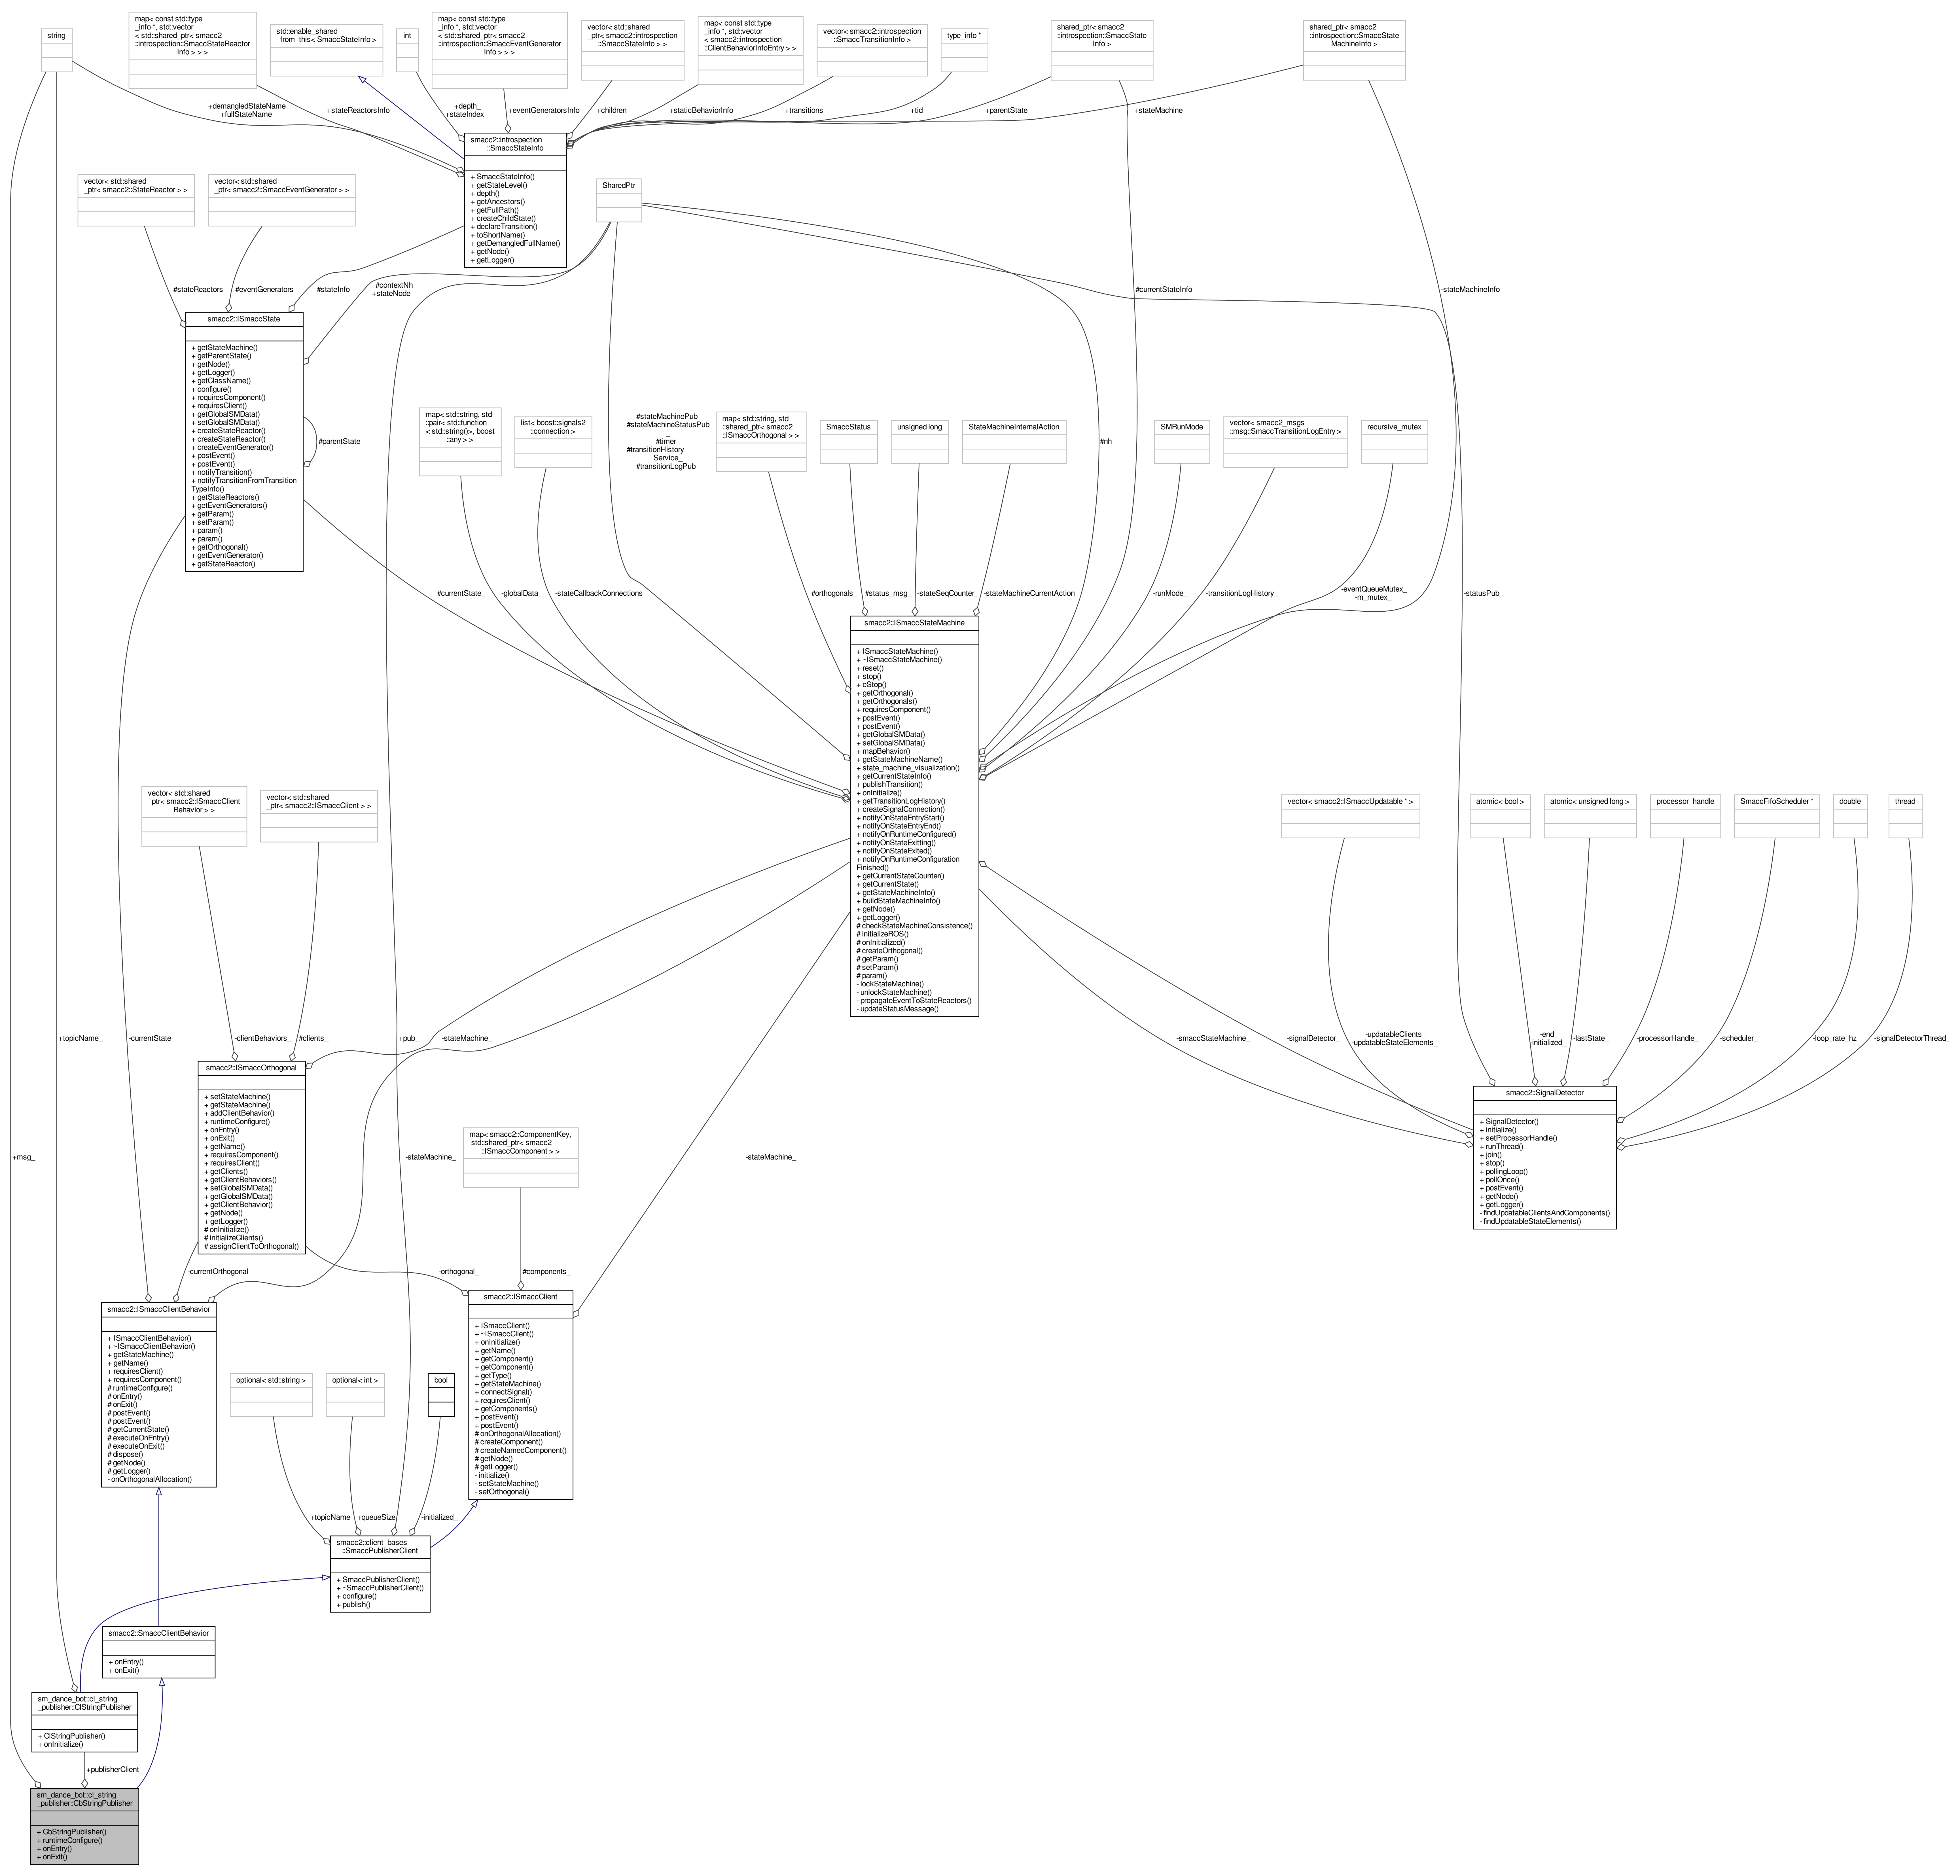 string
map< const std::type
_info *, std::vector
< std::shared_ptr< smacc2
::introspection::SmaccStateReactor
Info > > >
std::enable_shared
_from_this< SmaccStateInfo >
int
map< const std::type
_info *, std::vector
< std::shared_ptr< smacc2
::introspection::SmaccEventGenerator
Info > > >
vector< std::shared
_ptr< smacc2::introspection
::SmaccStateInfo > >
map< const std::type
_info *, std::vector
< smacc2::introspection
::ClientBehaviorInfoEntry > >
vector< smacc2::introspection
::SmaccTransitionInfo >
type_info *
shared_ptr< smacc2
::introspection::SmaccState
Info >
shared_ptr< smacc2
::introspection::SmaccState
MachineInfo >
+demangledStateName
+fullStateName
+stateReactorsInfo
+depth_
+stateIndex_
+eventGeneratorsInfo
+children_
+staticBehaviorInfo
+transitions_
+tid_
+parentState_
+stateMachine_
smacc2::introspection
::SmaccStateInfo
+ SmaccStateInfo()
+ getStateLevel()
+ depth()
+ getAncestors()
+ getFullPath()
+ createChildState()
+ declareTransition()
+ toShortName()
+ getDemangledFullName()
+ getNode()
+ getLogger()
vector< std::shared
_ptr< smacc2::StateReactor > >
vector< std::shared
_ptr< smacc2::SmaccEventGenerator > >
SharedPtr
#stateReactors_
#eventGenerators_
#stateInfo_
#contextNh
+stateNode_
#currentStateInfo_
-stateMachineInfo_
smacc2::ISmaccState
+ getStateMachine()
+ getParentState()
+ getNode()
+ getLogger()
+ getClassName()
+ configure()
+ requiresComponent()
+ requiresClient()
+ getGlobalSMData()
+ setGlobalSMData()
+ createStateReactor()
+ createStateReactor()
+ createEventGenerator()
+ postEvent()
+ postEvent()
+ notifyTransition()
+ notifyTransitionFromTransition
TypeInfo()
+ getStateReactors()
+ getEventGenerators()
+ getParam()
+ setParam()
+ param()
+ param()
+ getOrthogonal()
+ getEventGenerator()
+ getStateReactor()
#parentState_
map< std::string, std
::pair< std::function
< std::string()>, boost
::any > >
list< boost::signals2
::connection >
#stateMachinePub_
#stateMachineStatusPub
_
#timer_
#transitionHistory
Service_
#transitionLogPub_
map< std::string, std
::shared_ptr< smacc2
::ISmaccOrthogonal > >
SmaccStatus
unsigned long
StateMachineInternalAction
#nh_
SMRunMode
vector< smacc2_msgs
::msg::SmaccTransitionLogEntry >
recursive_mutex
#currentState_
-globalData_
-stateCallbackConnections
#orthogonals_
#status_msg_
-stateSeqCounter_
-stateMachineCurrentAction
-runMode_
-transitionLogHistory_
-eventQueueMutex_
-m_mutex_
-statusPub_
smacc2::ISmaccStateMachine
+ ISmaccStateMachine()
+ ~ISmaccStateMachine()
+ reset()
+ stop()
+ eStop()
+ getOrthogonal()
+ getOrthogonals()
+ requiresComponent()
+ postEvent()
+ postEvent()
+ getGlobalSMData()
+ setGlobalSMData()
+ mapBehavior()
+ getStateMachineName()
+ state_machine_visualization()
+ getCurrentStateInfo()
+ publishTransition()
+ onInitialize()
+ getTransitionLogHistory()
+ createSignalConnection()
+ notifyOnStateEntryStart()
+ notifyOnStateEntryEnd()
+ notifyOnRuntimeConfigured()
+ notifyOnStateExitting()
+ notifyOnStateExited()
+ notifyOnRuntimeConfiguration
Finished()
+ getCurrentStateCounter()
+ getCurrentState()
+ getStateMachineInfo()
+ buildStateMachineInfo()
+ getNode()
+ getLogger()
# checkStateMachineConsistence()
# initializeROS()
# onInitialized()
# createOrthogonal()
# getParam()
# setParam()
# param()
- lockStateMachine()
- unlockStateMachine()
- propagateEventToStateReactors()
- updateStatusMessage()
vector< std::shared
_ptr< smacc2::ISmaccClient
Behavior > >
vector< std::shared
_ptr< smacc2::ISmaccClient > >
vector< smacc2::ISmaccUpdatable * >
atomic< bool >
atomic< unsigned long >
processor_handle
SmaccFifoScheduler *
double
thread
+topicName_
-currentState
-clientBehaviors_
#clients_
+pub_
-stateMachine_
-smaccStateMachine_
-signalDetector_
-updatableClients_
-updatableStateElements_
-end_
-initialized_
-lastState_
-processorHandle_
-scheduler_
-loop_rate_hz
-signalDetectorThread_
smacc2::ISmaccOrthogonal
+ setStateMachine()
+ getStateMachine()
+ addClientBehavior()
+ runtimeConfigure()
+ onEntry()
+ onExit()
+ getName()
+ requiresComponent()
+ requiresClient()
+ getClients()
+ getClientBehaviors()
+ setGlobalSMData()
+ getGlobalSMData()
+ getClientBehavior()
+ getNode()
+ getLogger()
# onInitialize()
# initializeClients()
# assignClientToOrthogonal()
smacc2::SignalDetector
+ SignalDetector()
+ initialize()
+ setProcessorHandle()
+ runThread()
+ join()
+ stop()
+ pollingLoop()
+ pollOnce()
+ postEvent()
+ getNode()
+ getLogger()
- findUpdatableClientsAndComponents()
- findUpdatableStateElements()
+msg_
-stateMachine_
map< smacc2::ComponentKey,
std::shared_ptr< smacc2
::ISmaccComponent > >
-stateMachine_
-currentOrthogonal
-orthogonal_
#components_
smacc2::ISmaccClientBehavior
+ ISmaccClientBehavior()
+ ~ISmaccClientBehavior()
+ getStateMachine()
+ getName()
+ requiresClient()
+ requiresComponent()
# runtimeConfigure()
# onEntry()
# onExit()
# postEvent()
# postEvent()
# getCurrentState()
# executeOnEntry()
# executeOnExit()
# dispose()
# getNode()
# getLogger()
- onOrthogonalAllocation()
smacc2::ISmaccClient
+ ISmaccClient()
+ ~ISmaccClient()
+ onInitialize()
+ getName()
+ getComponent()
+ getComponent()
+ getType()
+ getStateMachine()
+ connectSignal()
+ requiresClient()
+ getComponents()
+ postEvent()
+ postEvent()
# onOrthogonalAllocation()
# createComponent()
# createNamedComponent()
# getNode()
# getLogger()
- initialize()
- setStateMachine()
- setOrthogonal()
optional< std::string >
optional< int >
bool
+topicName
+queueSize
-initialized_
smacc2::client_bases
::SmaccPublisherClient
+ SmaccPublisherClient()
+ ~SmaccPublisherClient()
+ configure()
+ publish()
smacc2::SmaccClientBehavior
+ onEntry()
+ onExit()
sm_dance_bot::cl_string
_publisher::ClStringPublisher
+ ClStringPublisher()
+ onInitialize()
+publisherClient_
sm_dance_bot::cl_string
_publisher::CbStringPublisher
+ CbStringPublisher()
+ runtimeConfigure()
+ onEntry()
+ onExit()